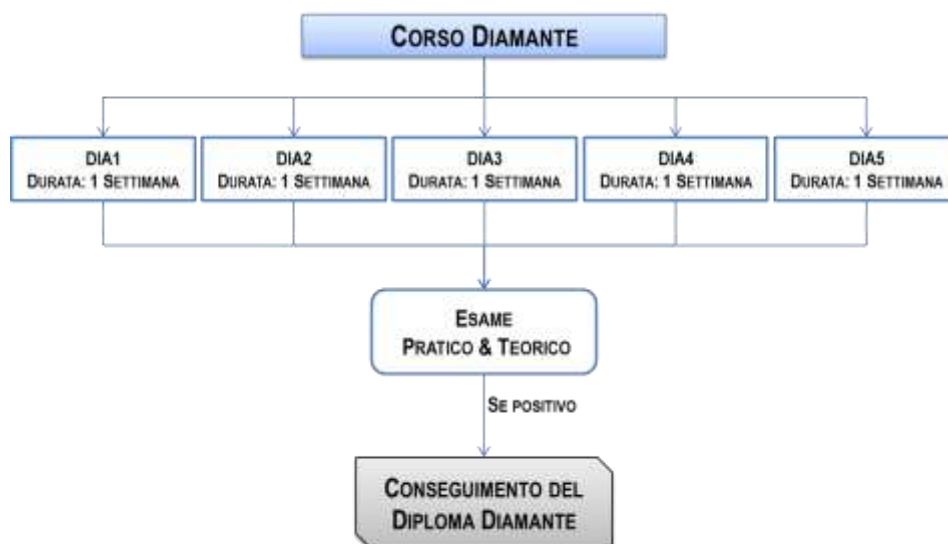 CORSO DIAMANTE
DIA1
DURATA: 1 SETTIMANA
DIA2
DURATA: 1 SETTIMANA
DIA3
DURATA: 1 SETTIMANA
DIA4
DURATA: 1 SETTIMANA
DIA5
DURATA: 1 SETTIMANA
ESAME
PRATICO & TEORICO
SE POSITIVO
CONSEGUIMENTO DEL
DIPLOMA DIAMANTE